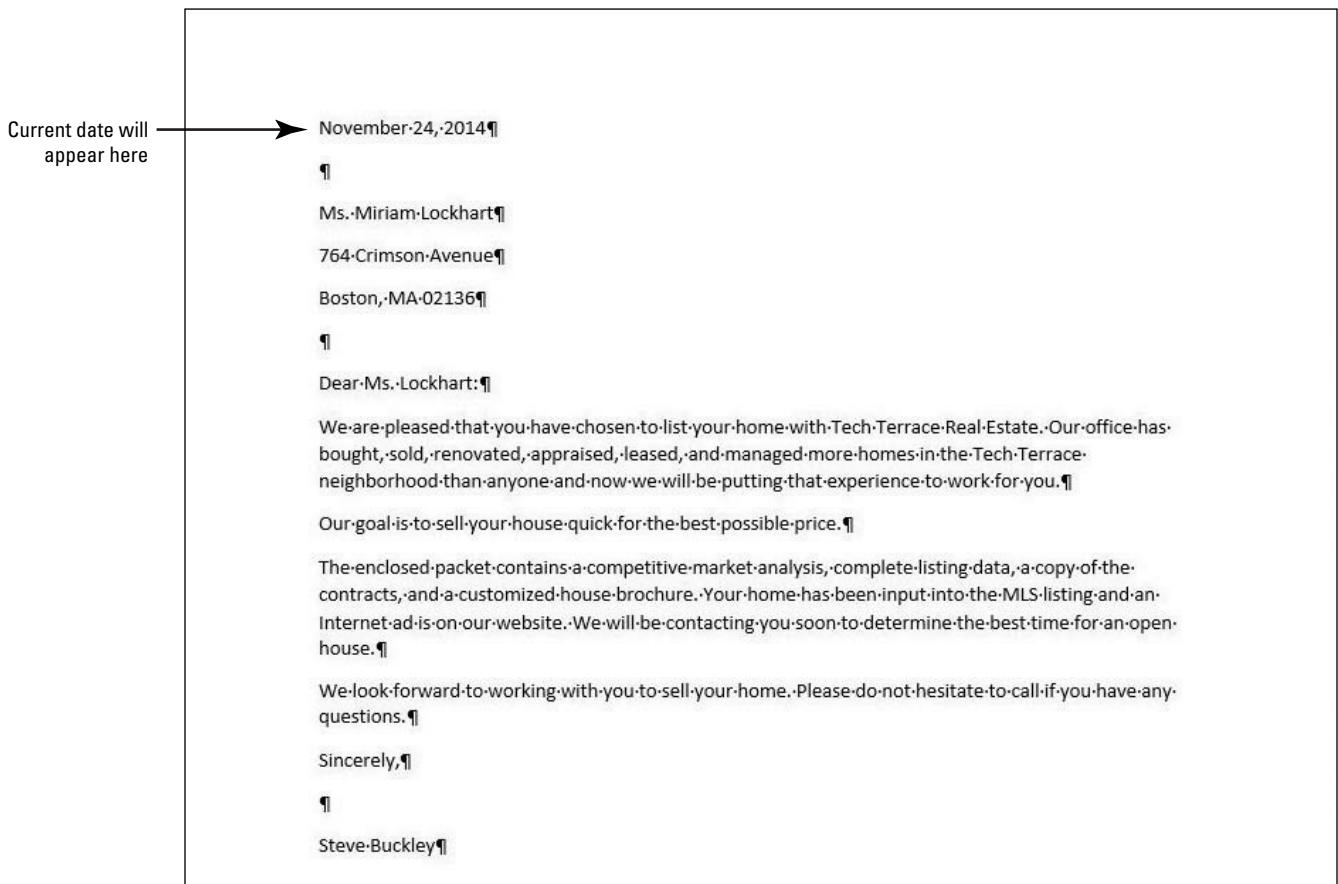 Current date will
appear here
November·24,·2014¶
¶
Ms.·Miriam·Lockhart¶
764·Crimson·Avenue¶
Boston,·MA·02136¶
¶
Dear·Ms.·Lockhart:¶
We·are·pleased·that·you·have·chosen·to·list·your·home·with·Tech·Terrace·Real·Estate.·Our·office·has·
bought,·sold,·renovated,·appraised,·leased,·and·managed·more·homes·in·the·Tech·Terrace·
neighborhood·than·anyone·and·now·we·will·be·putting·that·experience·to·work·for·you.¶
Our·goal·is·to·sell·your·house·quick·for·the·best·possible·price.¶
The·enclosed·packet·contains·a·competitive·market·analysis,·complete·listing·data,·a·copy·of·the·
contracts,·and·a·customized·house·brochure.·Your·home·has·been·input·into·the·MLS·listing·and·an·
Internet·ad·is·on·our·website.·We·will·be·contacting·you·soon·to·determine·the·best·time·for·an·open·
house.¶
We·look·forward·to·working·with·you·to·sell·your·home.·Please·do·not·hesitate·to·call·if·you·have·any·
questions.¶
Sincerely,¶
¶
Steve·Buckley¶